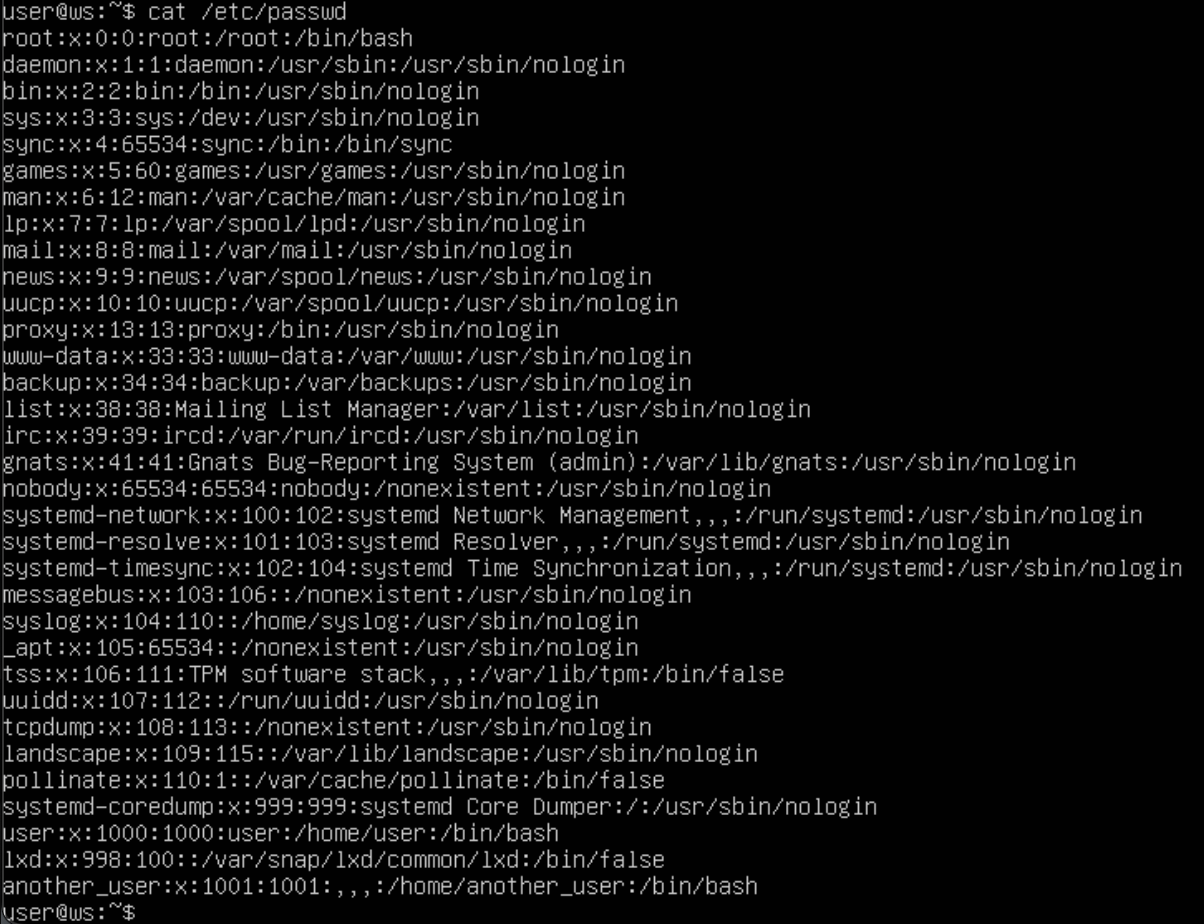 user@ws:~$ cat /etc/passwd
root:x:0:0:root:/root:/bin/bash
daemon:x:1:1:daemon:/usr/sbin:/usr/sbin/nologin
bin:x:2:2:bin:/bin:/usr/sbin/nologin
sys:x:3:3:sys:/dev:/usr/sbin/nologin
sync:x:4:65534:sync:/bin:/bin/sync
games:x:5:60:games:/usr/games:/usr/sbin/nologin
man:x:6:12:man:/var/cache/man:/usr/sbin/nologin
lp:x:7:7:lp:/var/spool/lpd:/usr/sbin/nologin
mail:x:8:8:mail:/var/mail:/usr/sbin/nologin
news:x:9:9:news:/var/spool/news:/usr/sbin/nologin
uucp:x:10:10:uucp:/var/spool/uucp:/usr/sbin/nologin
proxy:x:13:13:proxy:/bin:/usr/sbin/nologin
www-data:x:33:33:www-data:/var/www:/usr/sbin/nologin
backup:x:34:34:backup:/var/backups:/usr/sbin/nologin
list:x:38:38:Mailing List Manager:/var/list:/usr/sbin/nologin
irc:x:39:39:ircd:/var/run/ircd:/usr/sbin/nologin
gnats:x:41:41:Gnats Bug-Reporting System (admin):/var/lib/gnats:/usr/sbin/nologin
nobody:x:65534:65534:nobody:/nonexistent:/usr/sbin/nologin
systemd-network:x:100:102:systemd Network Management,,,:/run/systemd:/usr/sbin/nologin
systemd-resolve:x:101:103:systemd Resolver,,,:/run/systemd:/usr/sbin/nologin
systemd-timesync:x:102:104:systemd Time Synchronization,,,:/run/systemd:/usr/sbin/nologin
messagebus:x:103:106::/nonexistent:/usr/sbin/nologin
syslog:x:104:110::/home/syslog:/usr/sbin/nologin
_apt:x:105:65534::/nonexistent:/usr/sbin/nologin
tss:x:106:111:TPM software stack,,,:/var/lib/tpm:/bin/false
uuidd:x:107:112::/run/uuidd:/usr/sbin/nologin
tcpdump:x:108:113::/nonexistent:/usr/sbin/nologin
landscape:x:109:115::/var/lib/landscape:/usr/sbin/nologin
pollinate:x:110:1::/var/cache/pollinate:/bin/false
systemd-coredump:x:999:999:systemd Core Dumper:/:/usr/sbin/nologin
user:x:1000:1000:user:/home/user:/bin/bash
lxd:x:998:100::/var/snap/lxd/common/lxd:/bin/false
another_user:x:1001:1001:,,,:/home/another_user:/bin/bash
user@ws:~$